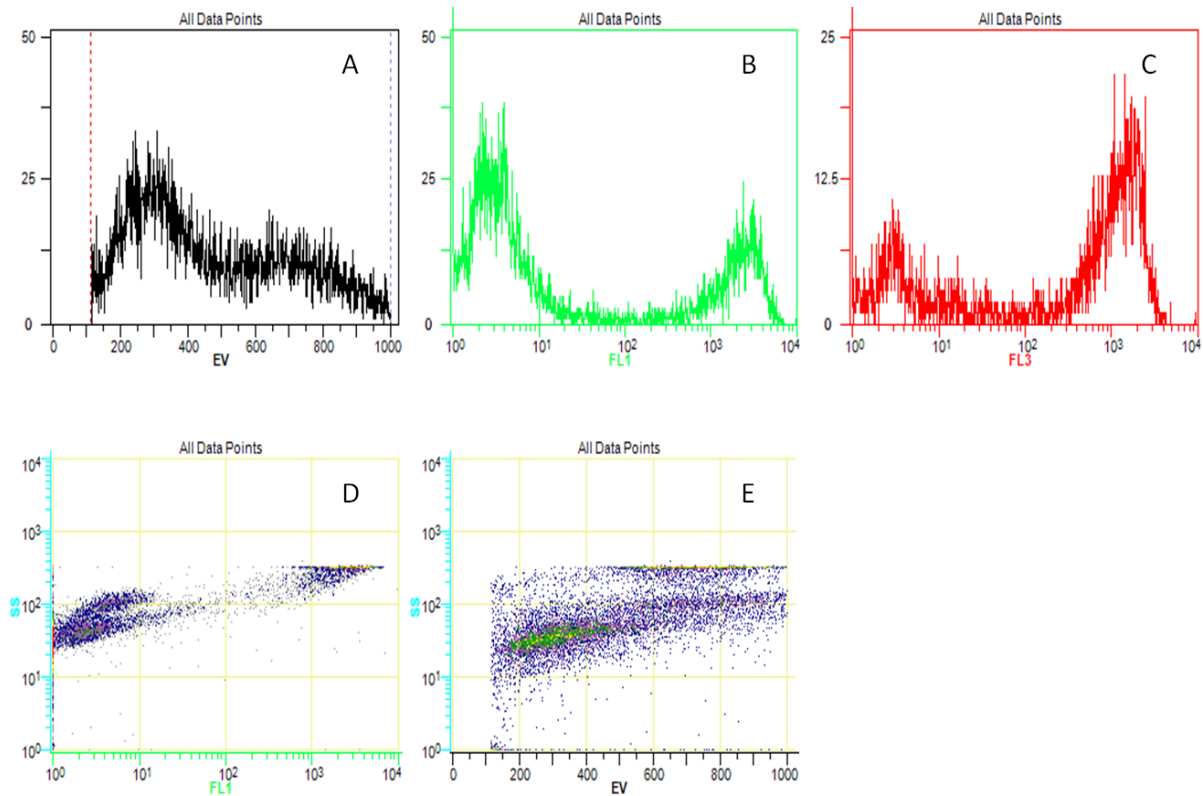 All Data Points
50
25
0
A
0 200 400 600 800 1000
EV
All Data Points
50
25
0
B
10⁰ 10¹ 10² 10³ 10⁴
FL1
All Data Points
25
12.5
0
C
10⁰ 10¹ 10² 10³ 10⁴
FL3
All Data Points
10⁴
10³
10²
10¹
10⁰
SS
D
10⁰ 10¹ 10² 10³ 10⁴
FL1
All Data Points
10⁴
10³
10²
10¹
10⁰
SS
E
0 200 400 600 800 1000
EV